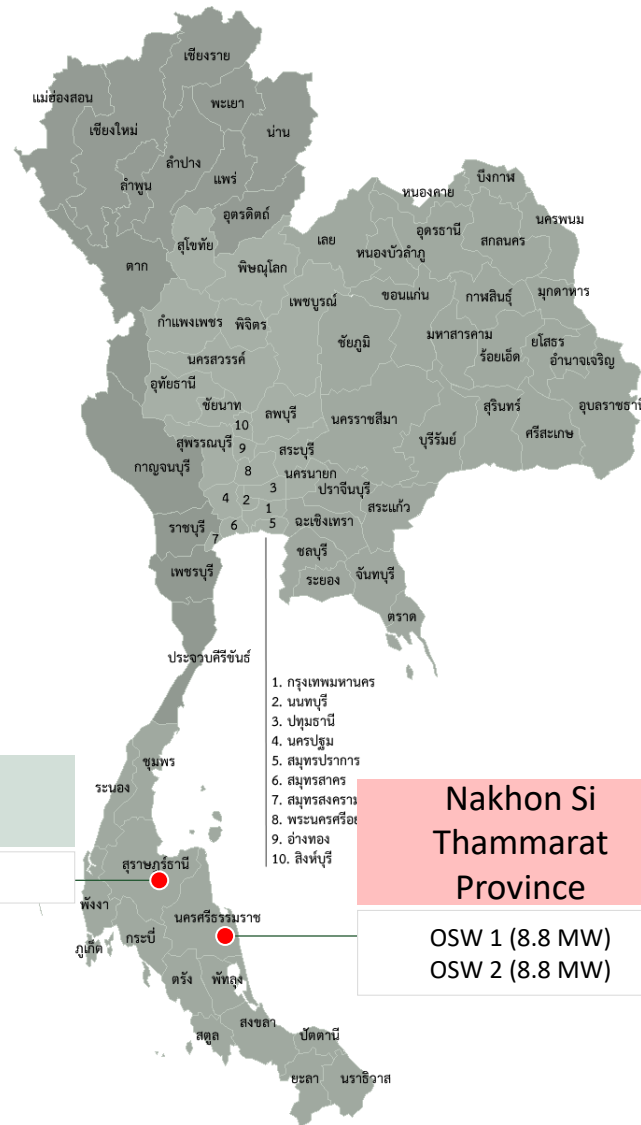 เชียงราย
แม่ฮ่องสอน
พะเยา
เชียงใหม่
น่าน
ลำปาง
ลำพูน
แพร่
อุตรดิตถ์
บึงกาฬ
หนองคาย
นครพนม
สุโขทัย
เลย
อุดรธานี
สกลนคร
หนองบัวลำภู
ตาก
พิษณุโลก
เพชรบูรณ์
ขอนแก่น
กาฬสินธุ์
มุกดาหาร
กำแพงเพชร
พิจิตร
ชัยภูมิ
มหาสารคาม
ร้อยเอ็ด
ยโสธร
อำนาจเจริญ
นครสวรรค์
อุทัยธานี
ชัยนาท
ลพบุรี
นครราชสีมา
สุรินทร์
อุบลราชธานี
10
สุพรรณบุรี
9
สระบุรี
บุรีรัมย์
ศรีสะเกษ
กาญจนบุรี
8
นครนายก
3
ปราจีนบุรี
4
2
1
สระแก้ว
ราชบุรี
6
5
ฉะเชิงเทรา
7
ชลบุรี
เพชรบุรี
ระยอง
จันทบุรี
ตราด
ประจวบคีรีขันธ์
1. กรุงเทพมหานคร
2. นนทบุรี
3. ปทุมธานี
4. นครปฐม
5. สมุทรปราการ
6. สมุทรสาคร
7. สมุทรสงคราม
8. พระนครศรีอย
9. อ่างทอง
10. สิงห์บุรี
ชุมพร
ระนอง
สุราษฎร์ธานี
พังงา
นครศรีธรรมราช
กระบี่
ภูเก็ต
ตรัง
พัทลุง
สงขลา
สตูล
ปัตตานี
ยะลา
นราธิวาส
Nakhon Si
Thammarat
Province
OSW 1 (8.8 MW)
OSW 2 (8.8 MW)